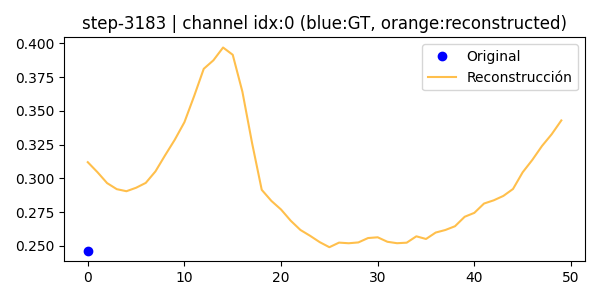 step-3183 | channel idx:0 (blue:GT, orange:reconstructed)
0.400
0.375
0.350
0.325
0.300
0.275
0.250
Original
Reconstrucción
0 10 20 30 40 50